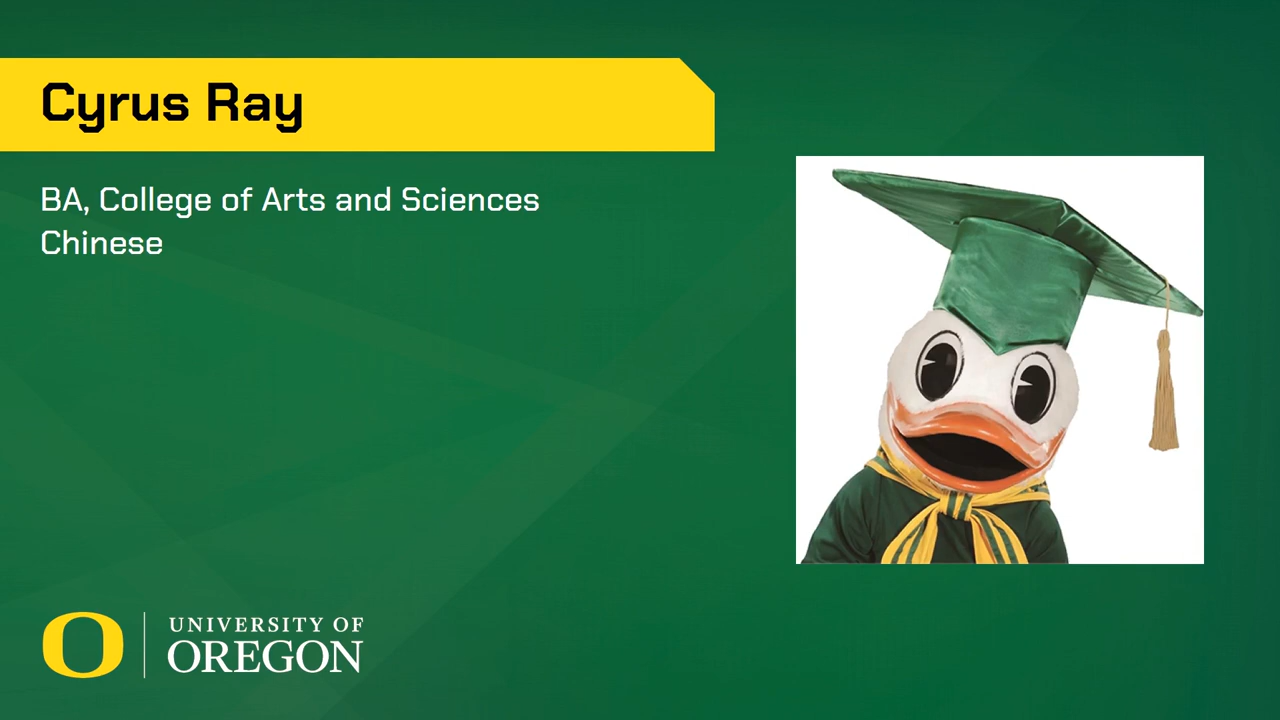 Cyrus Ray
BA, College of Arts and Sciences
Chinese
O
UNIVERSITY OF
OREGON